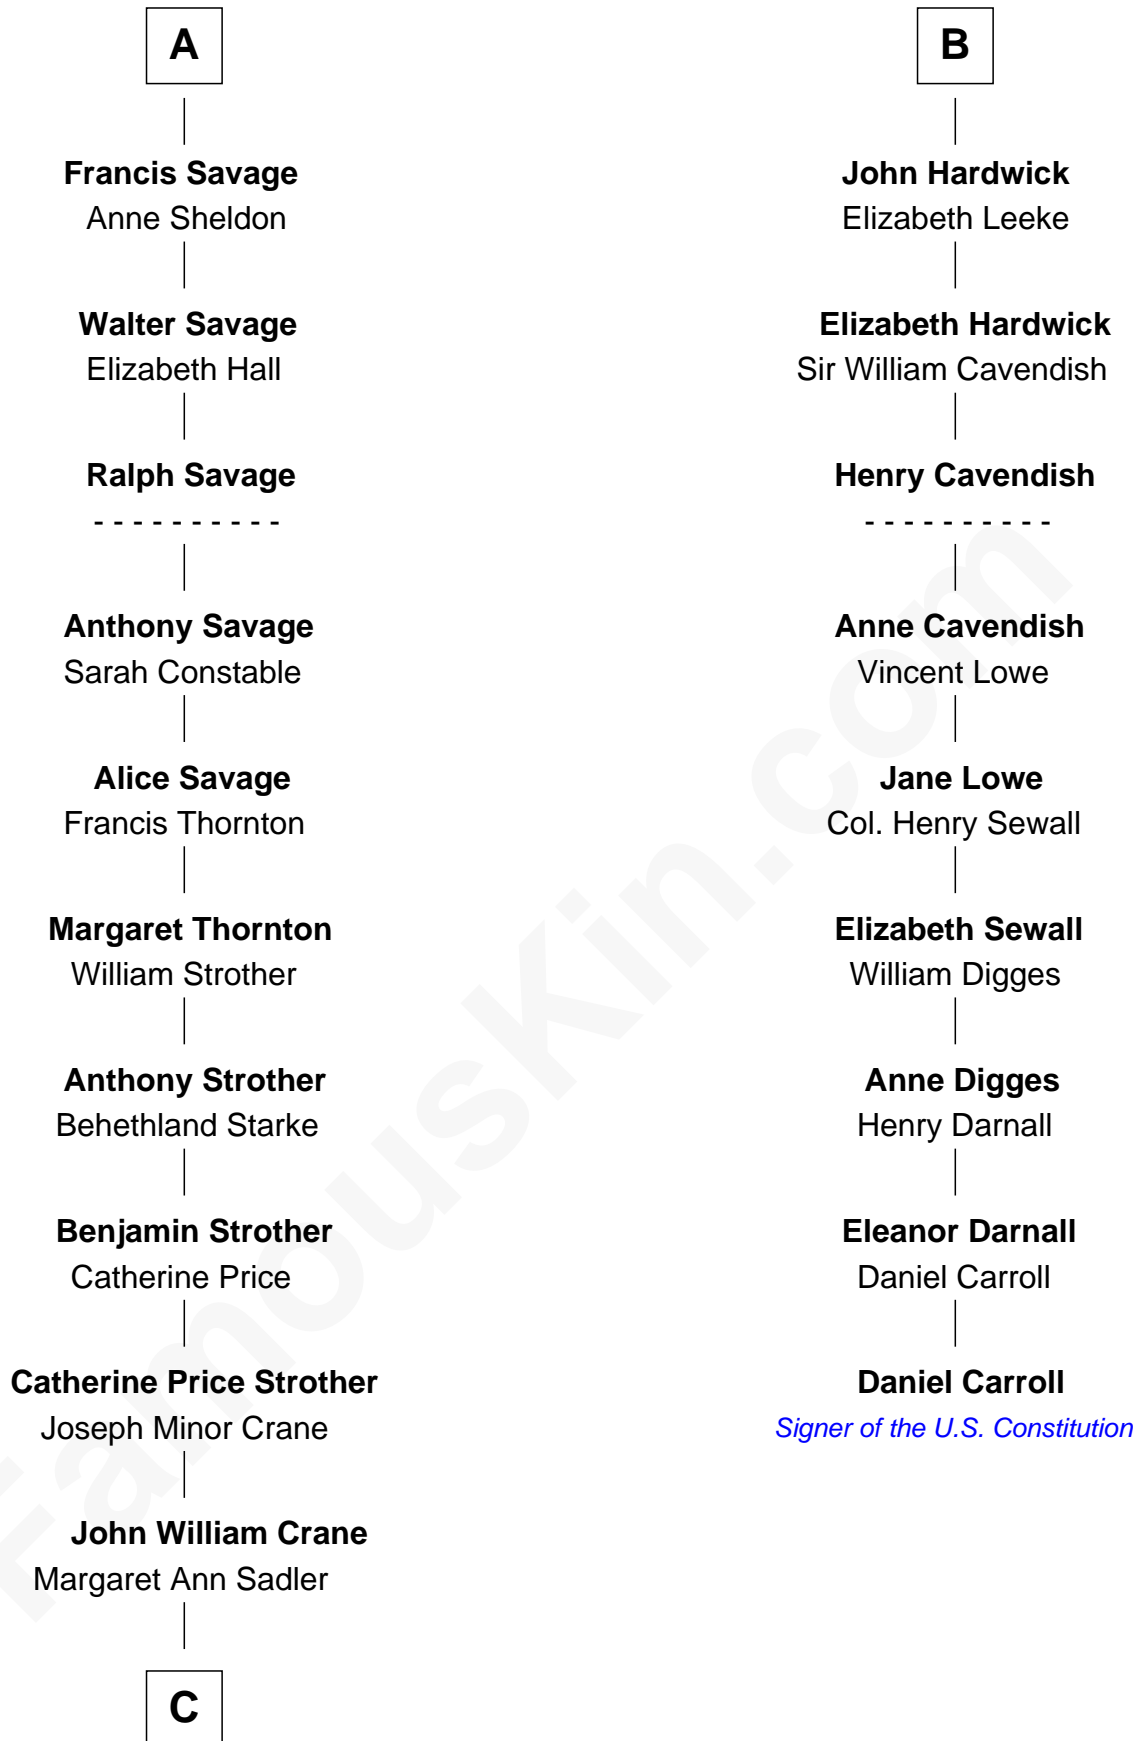 A
Francis Savage
Anne Sheldon
Walter Savage
Elizabeth Hall
Ralph Savage
- - - - - - - - - -
Anthony Savage
Sarah Constable
Alice Savage
Francis Thornton
Margaret Thornton
William Strother
Anthony Strother
Behethland Starke
Benjamin Strother
Catherine Price
Catherine Price Strother
Joseph Minor Crane
John William Crane
Margaret Ann Sadler
C
B
John Hardwick
Elizabeth Leeke
Elizabeth Hardwick
Sir William Cavendish
Henry Cavendish
- - - - - - - - - -
Anne Cavendish
Vincent Lowe
Jane Lowe
Col. Henry Sewall
Elizabeth Sewall
William Digges
Anne Digges
Henry Darnall
Eleanor Darnall
Daniel Carroll
Daniel Carroll
Signer of the U.S. Constitution
FamousKin.com